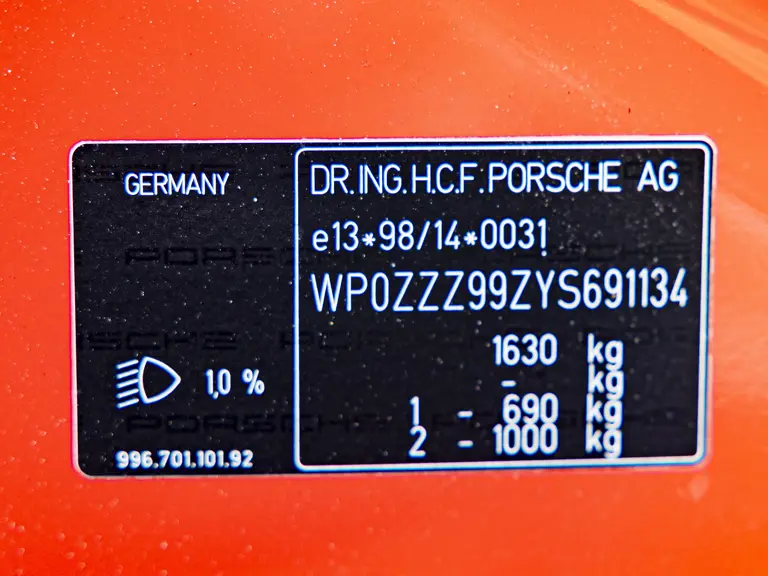 GERMANY
1,0 %
996.701.101.92
DR.ING.H.C.F.PORSCHE AG
e13*98/14*0031
WP0ZZZ99ZYS691134
1630 kg
- kg
1 - 690 kg
2 - 1000 kg